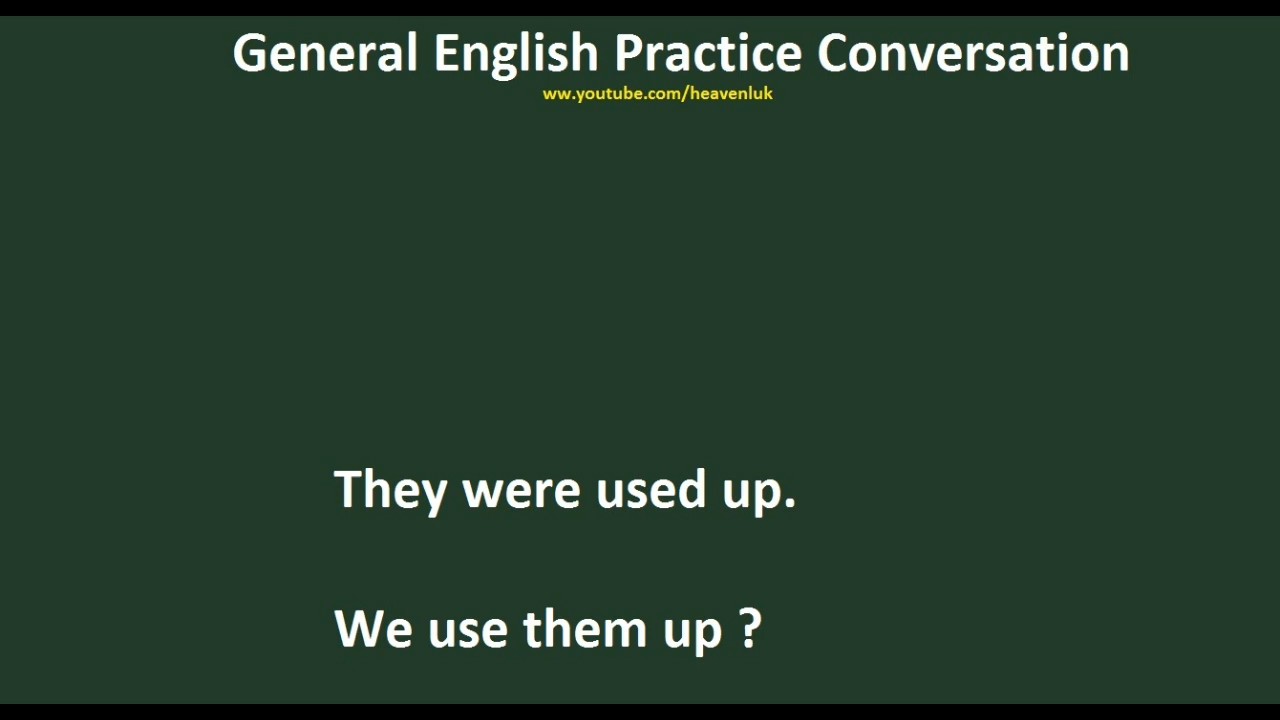 General English Practice Conversation
ww.youtube.com/heavenluk
They were used up.
We use them up ?